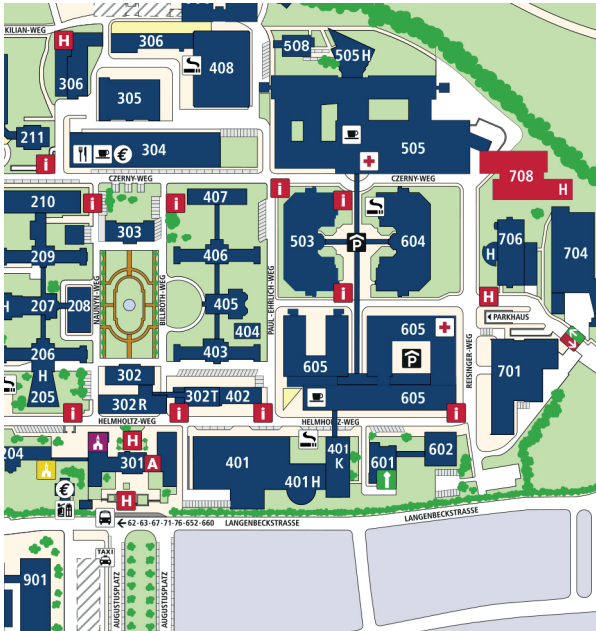 KILIAN-WEG
H
306
306
408
508
505 H
305
211
i
304
€
505
CZERNY-WEG
CZERNY-WEG
708
H
210
i
i
407
i
i
303
503
P
604
706
H
704
209
406
NAUNYN-WEG
BILLROTH-WEG
PAUL-EHRLICH-WEG
H
207
208
405
i
H
PARKHAUS
404
206
403
605
605
P
REISINGER-WEG
701
H
205
302
302 R
302T
402
605
i
i
i
i
HELMHOLTZ-WEG
HELMHOLTZ-WEG
204
H
301
A
401
401
K
401 H
601
602
€
H
62-63-67-71-76-652-660
LANGENBECKSTRASSE
LANGENBECKSTRASSE
TAXI
901
AUGUSTUSPLATZ
AUGUSTUSPLATZ